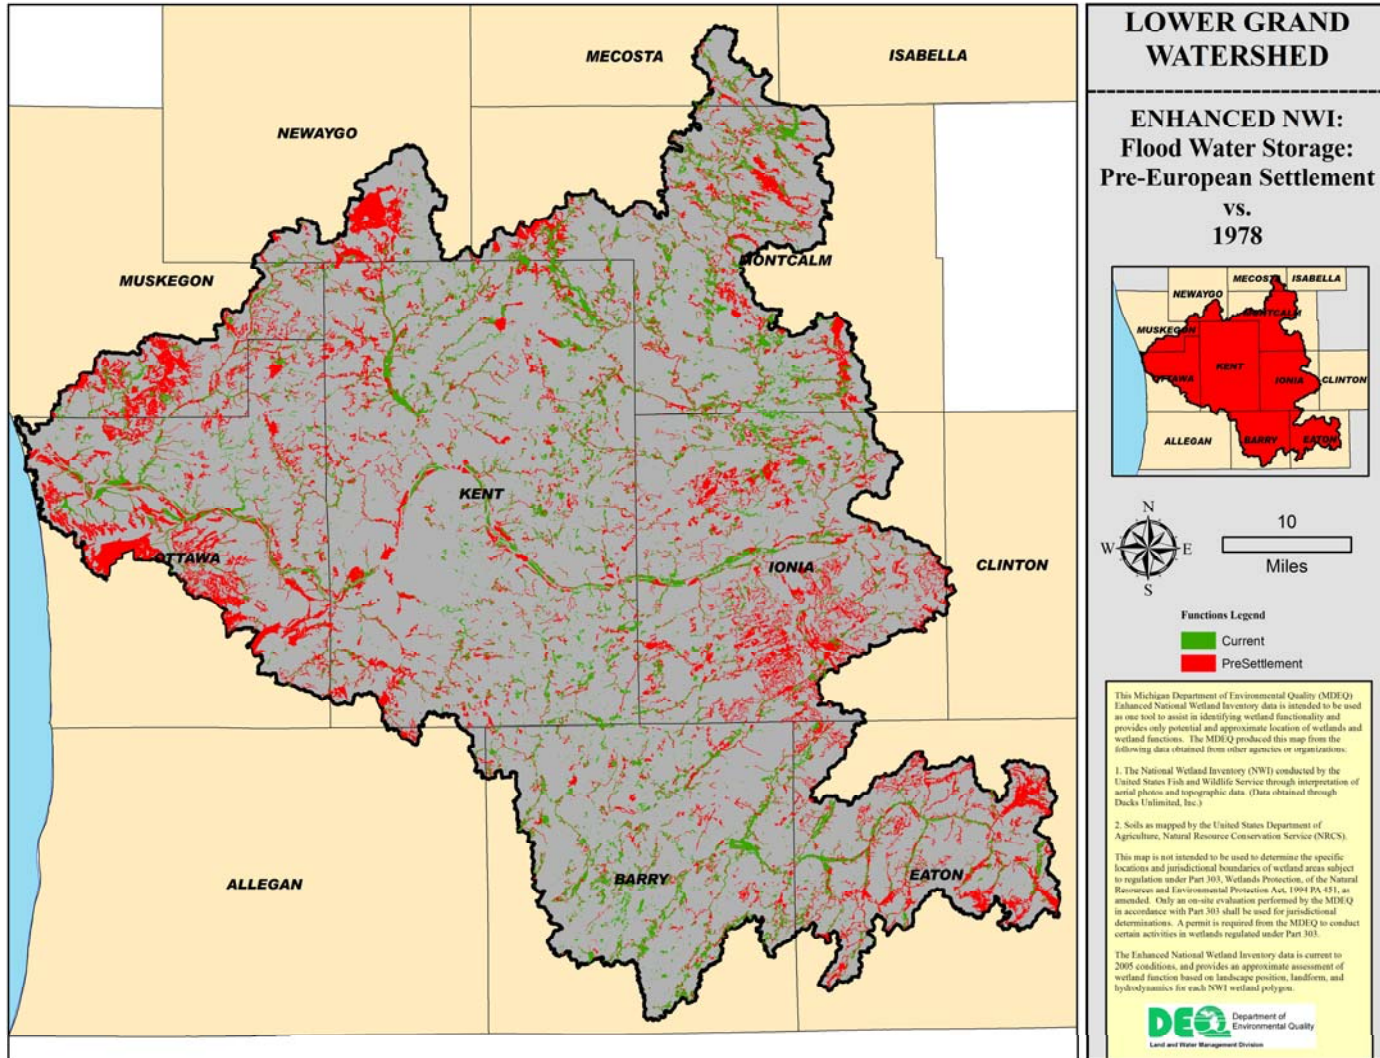 MECOSTA
ISABELLA
NEWAYGO
MUSKEGON
MONTCALM
KENT
OTTAWA
IONIA
CLINTON
ALLEGAN
BARRY
EATON
LOWER GRAND
WATERSHED
ENHANCED NWI:
Flood Water Storage:
Pre-European Settlement
vs.
1978
MECOSTA
ISABELLA
NEWAYGO
MONTCALM
MUSKEGON
KENT
OTTAWA
IONIA
CLINTON
ALLEGAN
BARRY
EATON
N
W
E
S
10
Miles
Functions Legend
Current
PreSettlement
This Michigan Department of Environmental Quality (MDEQ)
Enhanced National Wetland Inventory data is intended to be used
as one tool to assist in identifying wetland functionality and
provides only potential and approximate location of wetlands and
wetland functions. The MDEQ produced this map from the
following data obtained from other agencies or organizations:
1. The National Wetland Inventory (NWI) conducted by the
United States Fish and Wildlife Service through interpretation of
aerial photos and topographic data. (Data obtained through
Ducks Unlimited, Inc.)
2. Soils as mapped by the United States Department of
Agriculture, Natural Resource Conservation Service (NRCS).
This map is not intended to be used to determine the specific
locations and jurisdictional boundaries of wetland areas subject
to regulation under Part 303, Wetlands Protection, of the Natural
Resources and Environmental Protection Act, 1994 PA 451, as
amended. Only an on-site evaluation performed by the MDEQ
in accordance with Part 303 shall be used for jurisdictional
determinations. A permit is required from the MDEQ to conduct
certain activities in wetlands regulated under Part 303.
The Enhanced National Wetland Inventory data is current to
2005 conditions, and provides an approximate assessment of
wetland function based on landscape position, landform, and
hydrodynamics for each NWI wetland polygon.
DEQ
Department of
Environmental Quality
Land and Water Management Division